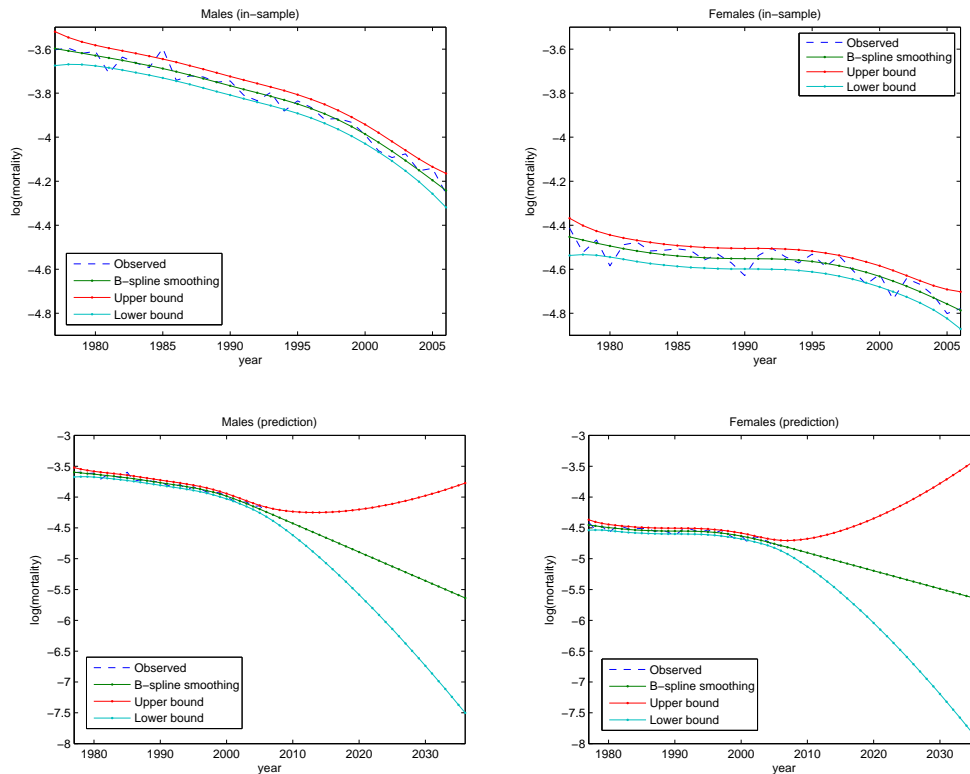 Males (in−sample)
−3.6
−3.8
−4
−4.2
−4.4
−4.6
−4.8
log(mortality)
Observed
B−spline smoothing
Upper bound
Lower bound
1980 1985 1990 1995 2000 2005
year
Females (in−sample)
−3.6
−3.8
−4
−4.2
−4.4
−4.6
−4.8
log(mortality)
Observed
B−spline smoothing
Upper bound
Lower bound
1980 1985 1990 1995 2000 2005
year
Males (prediction)
−3
−3.5
−4
−4.5
−5
−5.5
−6
−6.5
−7
−7.5
−8
log(mortality)
Observed
B−spline smoothing
Upper bound
Lower bound
1980 1990 2000 2010 2020 2030
year
Females (prediction)
−3
−3.5
−4
−4.5
−5
−5.5
−6
−6.5
−7
−7.5
−8
log(mortality)
Observed
B−spline smoothing
Upper bound
Lower bound
1980 1990 2000 2010 2020 2030
year